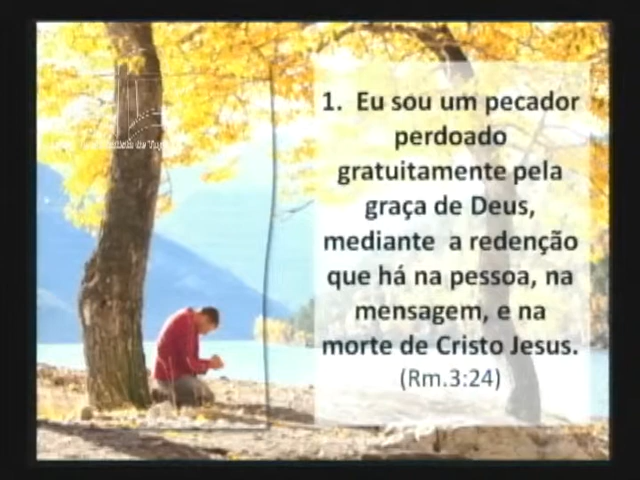 1. Eu sou um pecador
perdoado
gratuitamente pela
graça de Deus,
mediante a redenção
que há na pessoa, na
mensagem, e na
morte de Cristo Jesus.
(Rm.3:24)